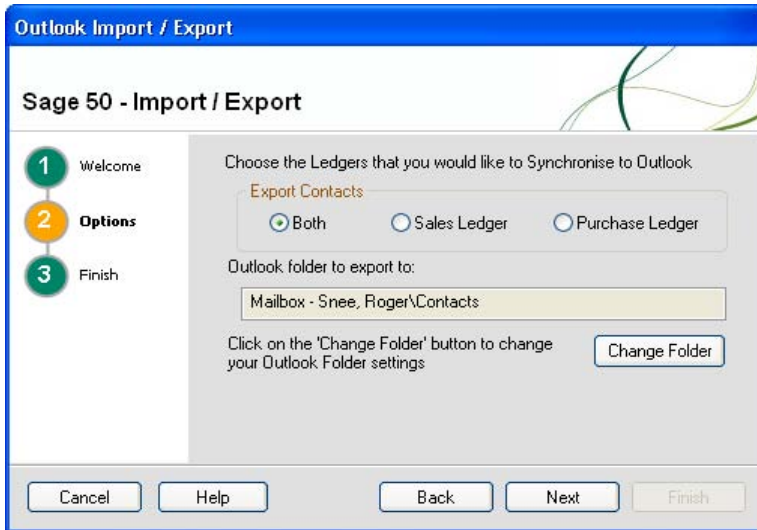 Outlook Import / Export
Sage 50 - Import / Export
1 Welcome
2 Options
3 Finish
Choose the Ledgers that you would like to Synchronise to Outlook
Export Contacts
Both Sales Ledger Purchase Ledger
Outlook folder to export to:
Mailbox - Snee, Roger\Contacts
Click on the 'Change Folder' button to change
your Outlook Folder settings
Change Folder
Cancel Help Back Next Finish